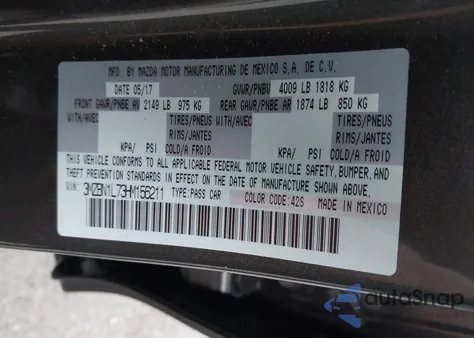 MFD. BY MAZDA MOTOR MANUFACTURING DE MEXICO S.A. DE C.V.
DATE 05/17 GVWR/PNBV 4009 LB 1818 KG
FRONT GAWR/PNBE AV 2149 LB 975 KG REAR GAWR/PNBE AR 1874 LB 850 KG
WITH/AVEC TIRES/PNEUS WITH/AVEC TIRES/PNEUS
RIMS/JANTES RIMS/JANTES
KPA/ PSI/ KPA/ PSI/
THIS VEHICLE CONFORMS TO ALL APPLICABLE FEDERAL MOTOR VEHICLE SAFETY, BUMPER, AND
THEFT PREVENTION STANDARDS IN EFFECT ON THE DATE OF MANUFACTURE SHOWN ABOVE.
VIN: 3MZBN1L73HM156211 TYPE: PASS CAR COLOR CODE: 42S MADE IN MEXICO
autoSnap